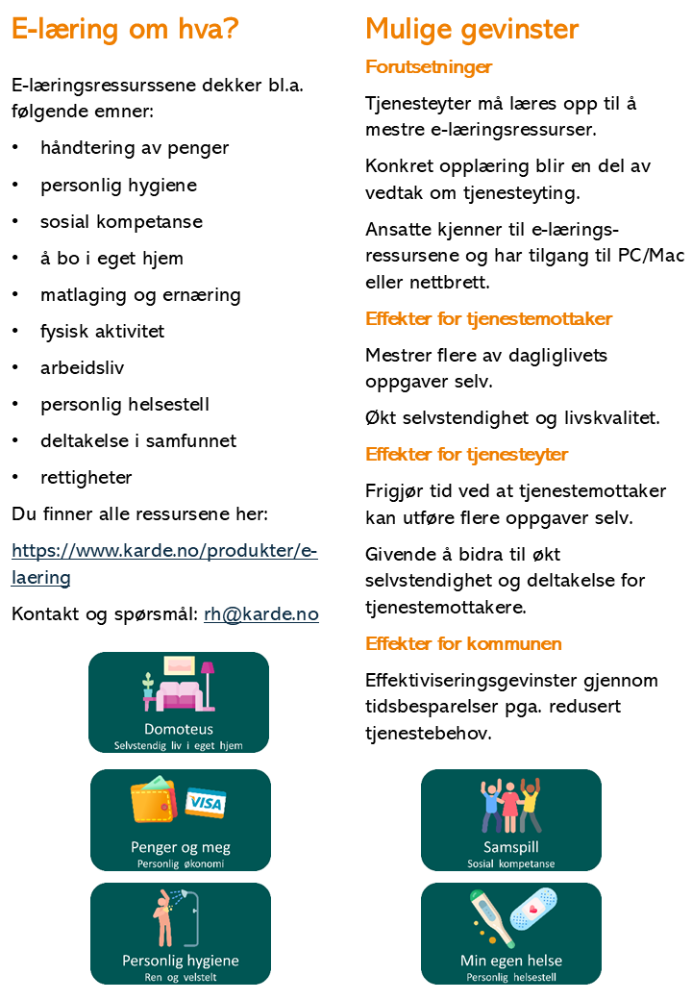 E-læring om hva?
E-læringsressurssene dekker bl.a.
følgende emner:
• håndtering av penger
• personlig hygiene
• sosial kompetanse
• å bo i eget hjem
• matlaging og ernæring
• fysisk aktivitet
• arbeidsliv
• personlig helsestell
• deltakelse i samfunnet
• rettigheter
Du finner alle ressursene her:
https://www.karde.no/produkter/e-
laering
Kontakt og spørsmål: rh@karde.no
Domoteus
Selvstendig liv i eget hjem
VISA
Penger og meg
Personlig økonomi
Personlig hygiene
Ren og velstelt
Mulige gevinster
Forutsetninger
Tjenesteyter må læres opp til å
mestre e-læringsressurser.
Konkret opplæring blir en del av
vedtak om tjenesteyting.
Ansatte kjenner til e-lærings-
ressursene og har tilgang til PC/Mac
eller nettbrett.
Effekter for tjenestemottaker
Mestrer flere av dagliglivets
oppgaver selv.
Økt selvstendighet og livskvalitet.
Effekter for tjenesteyter
Frigjør tid ved at tjenestemottaker
kan utføre flere oppgaver selv.
Givende å bidra til økt
selvstendighet og deltakelse for
tjenestemottakere.
Effekter for kommunen
Effektiviseringsgevinster gjennom
tidsbesparelser pga. redusert
tjenestebehov.
Samspill
Sosial kompetanse
Min egen helse
Personlig helsestell